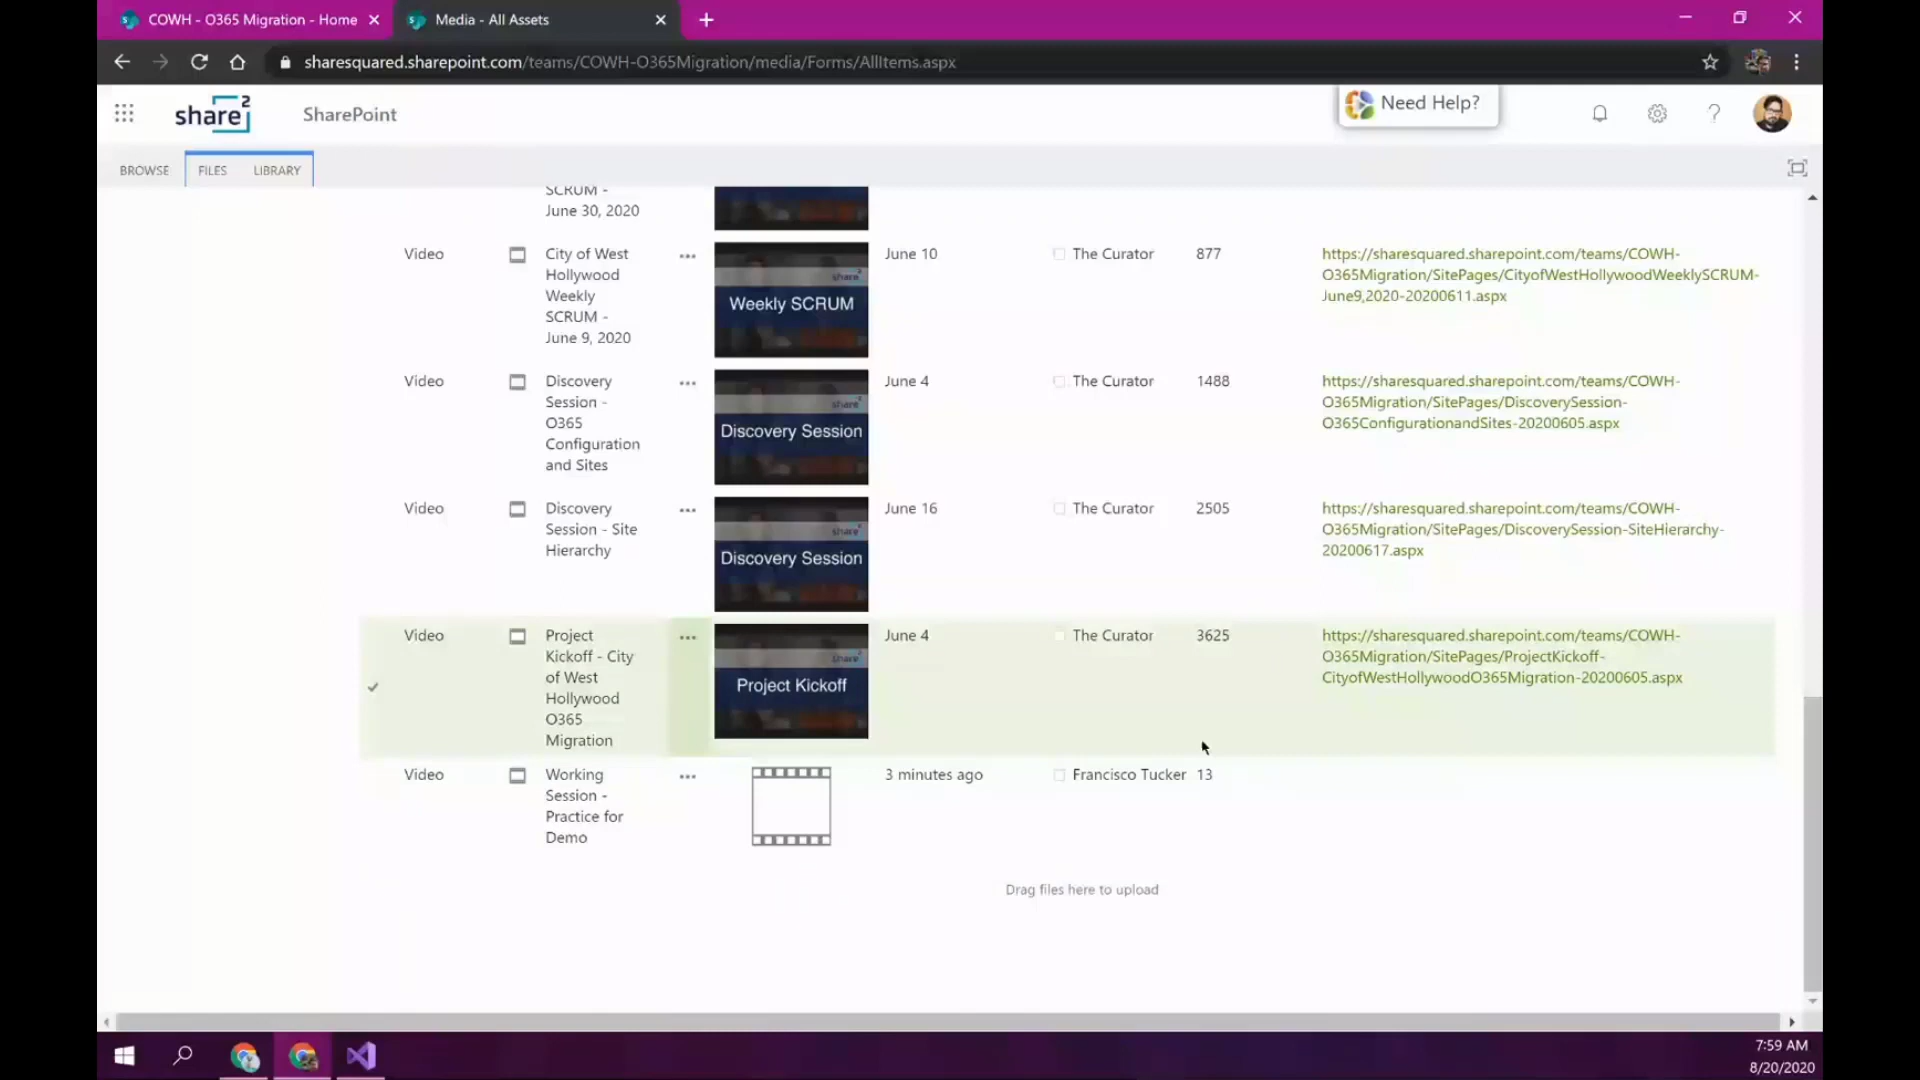 COWH - O365 Migration - Home
Media - All Assets
sharesquared.sharepoint.com/teams/COWH-O365Migration/media/Forms/AllItems.aspx
share2
SharePoint
Need Help?
BROWSE
FILES
LIBRARY
SCRUM -
June 30, 2020
Video
City of West
Hollywood
Weekly
SCRUM -
June 9, 2020
share2
Weekly SCRUM
June 10
The Curator
877
https://sharesquared.sharepoint.com/teams/COWH-
O365Migration/SitePages/CityofWestHollywoodWeeklySCRUM-
June9,2020-20200611.aspx
Video
Discovery
Session -
O365
Configuration
and Sites
share2
Discovery Session
June 4
The Curator
1488
https://sharesquared.sharepoint.com/teams/COWH-
O365Migration/SitePages/DiscoverySession-
O365ConfigurationandSites-20200605.aspx
Video
Discovery
Session - Site
Hierarchy
share2
Discovery Session
June 16
The Curator
2505
https://sharesquared.sharepoint.com/teams/COWH-
O365Migration/SitePages/DiscoverySession-SiteHierarchy-
20200617.aspx
Video
Project
Kickoff - City
of West
Hollywood
O365
Migration
share2
Project Kickoff
June 4
The Curator
3625
https://sharesquared.sharepoint.com/teams/COWH-
O365Migration/SitePages/ProjectKickoff-
CityofWestHollywoodO365Migration-20200605.aspx
Video
Working
Session -
Practice for
Demo
3 minutes ago
Francisco Tucker
13
Drag files here to upload
7:59 AM
8/20/2020